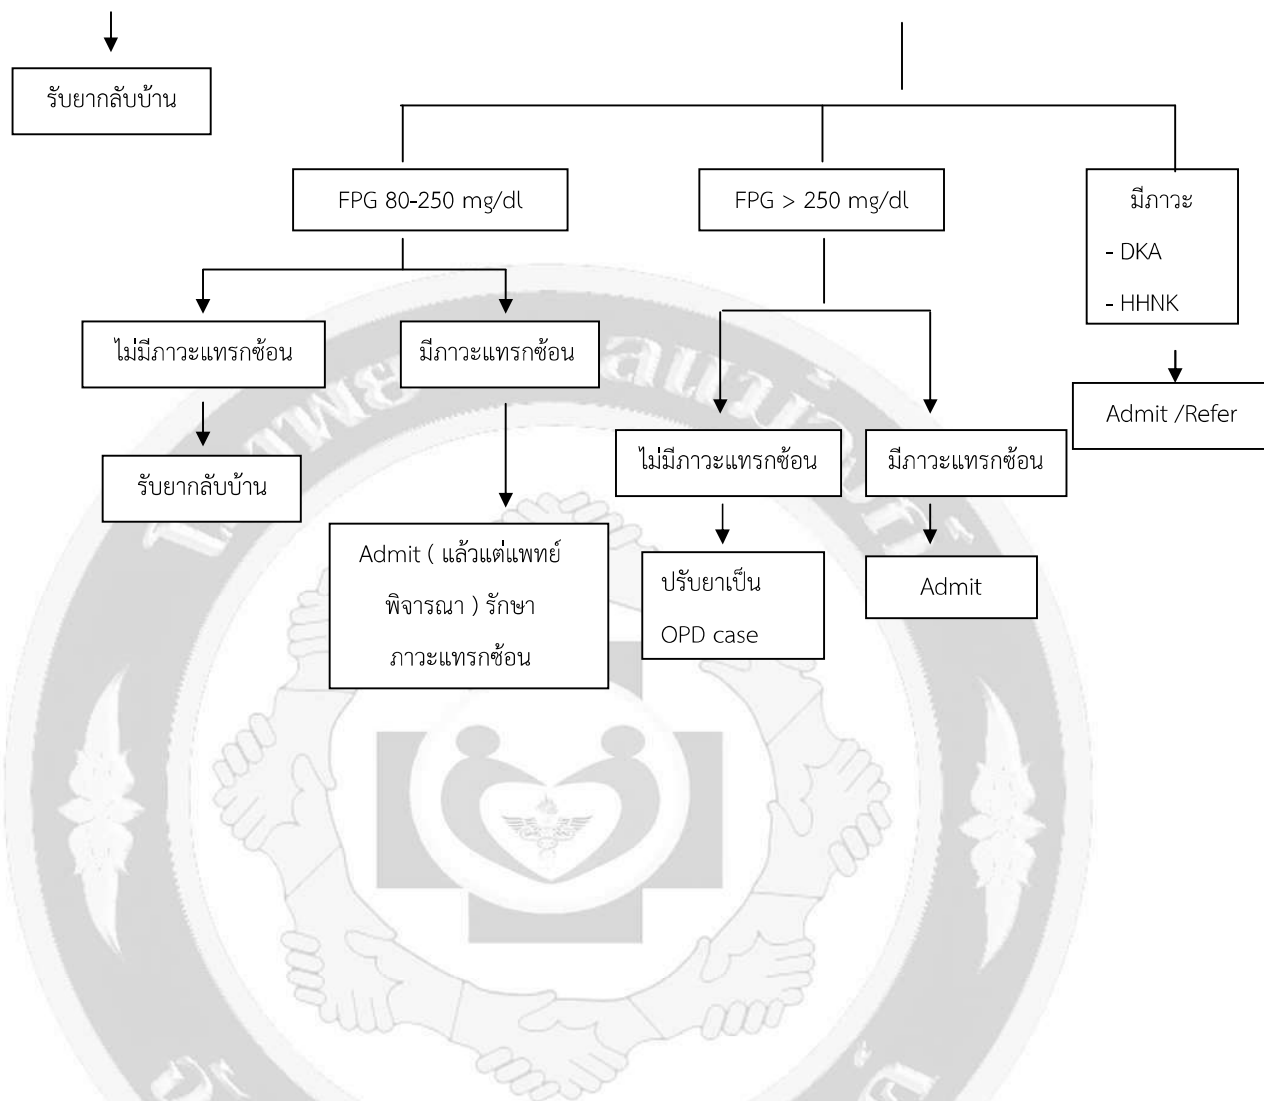 รับยากลับบ้าน
FPG 80-250 mg/dl
FPG > 250 mg/dl
มีภาวะ
- DKA
- HHNK
ไม่มีภาวะแทรกซ้อน
มีภาวะแทรกซ้อน
Admit /Refer
รับยากลับบ้าน
ไม่มีภาวะแทรกซ้อน
มีภาวะแทรกซ้อน
Admit ( แล้วแต่แพทย์
พิจารณา ) รักษา
ภาวะแทรกซ้อน
ปรับยาเป็น
OPD case
Admit